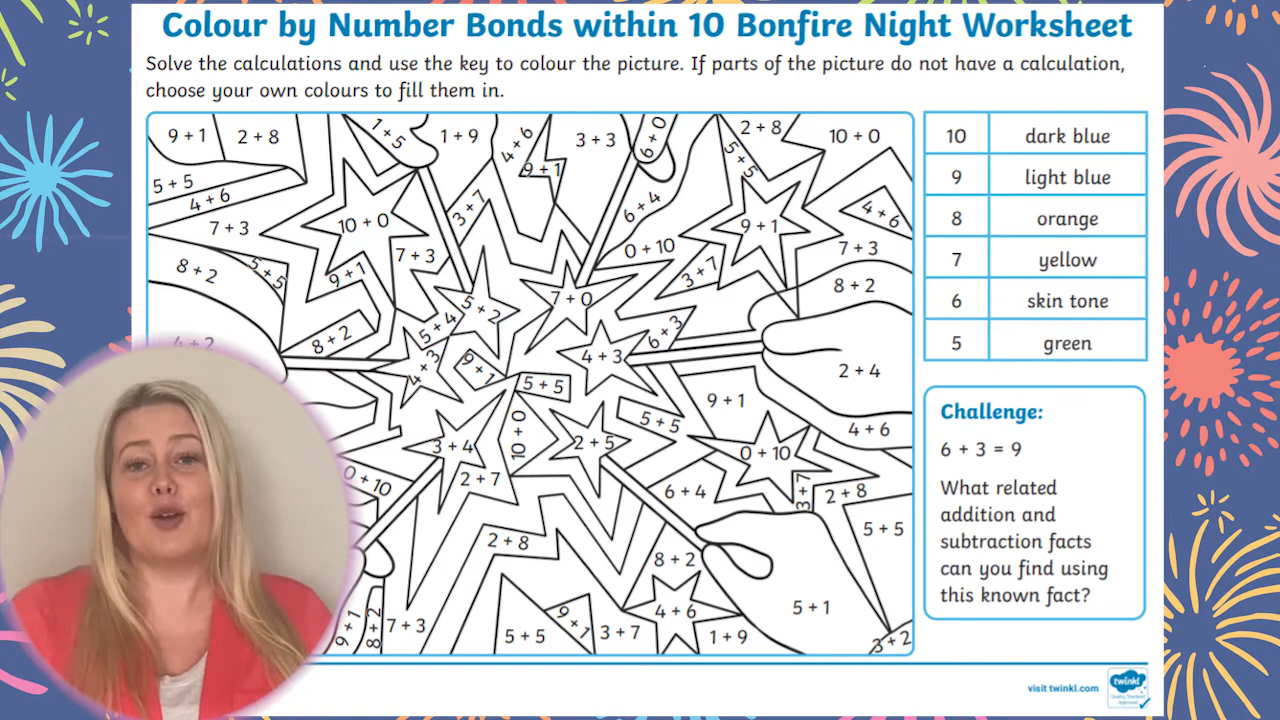 Colour by Number Bonds within 10 Bonfire Night Worksheet
Solve the calculations and use the key to colour the picture. If parts of the picture do not have a calculation,
choose your own colours to fill them in.
9 + 1
2 + 8
1 + 5
1 + 9
4 + 6
9 + 1
3 + 3
6 + 0
2 + 8
5 + 5
10 + 0
5 + 5
4 + 6
7 + 3
10 + 0
3 + 7
6 + 4
0 + 10
9 + 1
4 + 6
7 + 3
8 + 2
5 + 5
9 + 1
7 + 3
3 + 7
8 + 2
7 + 0
5 + 2
5 + 4
6 + 3
8 + 2
4 + 2
4 + 3
9 + 1
4 + 3
5 + 5
2 + 4
9 + 1
5 + 5
4 + 6
10 + 0
3 + 4
2 + 5
0 + 10
0 + 10
2 + 7
6 + 4
3 + 7
2 + 8
5 + 5
2 + 8
8 + 2
9 + 1
8 + 2
7 + 3
5 + 5
9 + 1
3 + 7
4 + 6
1 + 9
5 + 1
3 + 2
10 dark blue
9 light blue
8 orange
7 yellow
6 skin tone
5 green
Challenge:
6 + 3 = 9
What related
addition and
subtraction facts
can you find using
this known fact?
visit twinkl.com
twinkl
Quality Standard
Approved